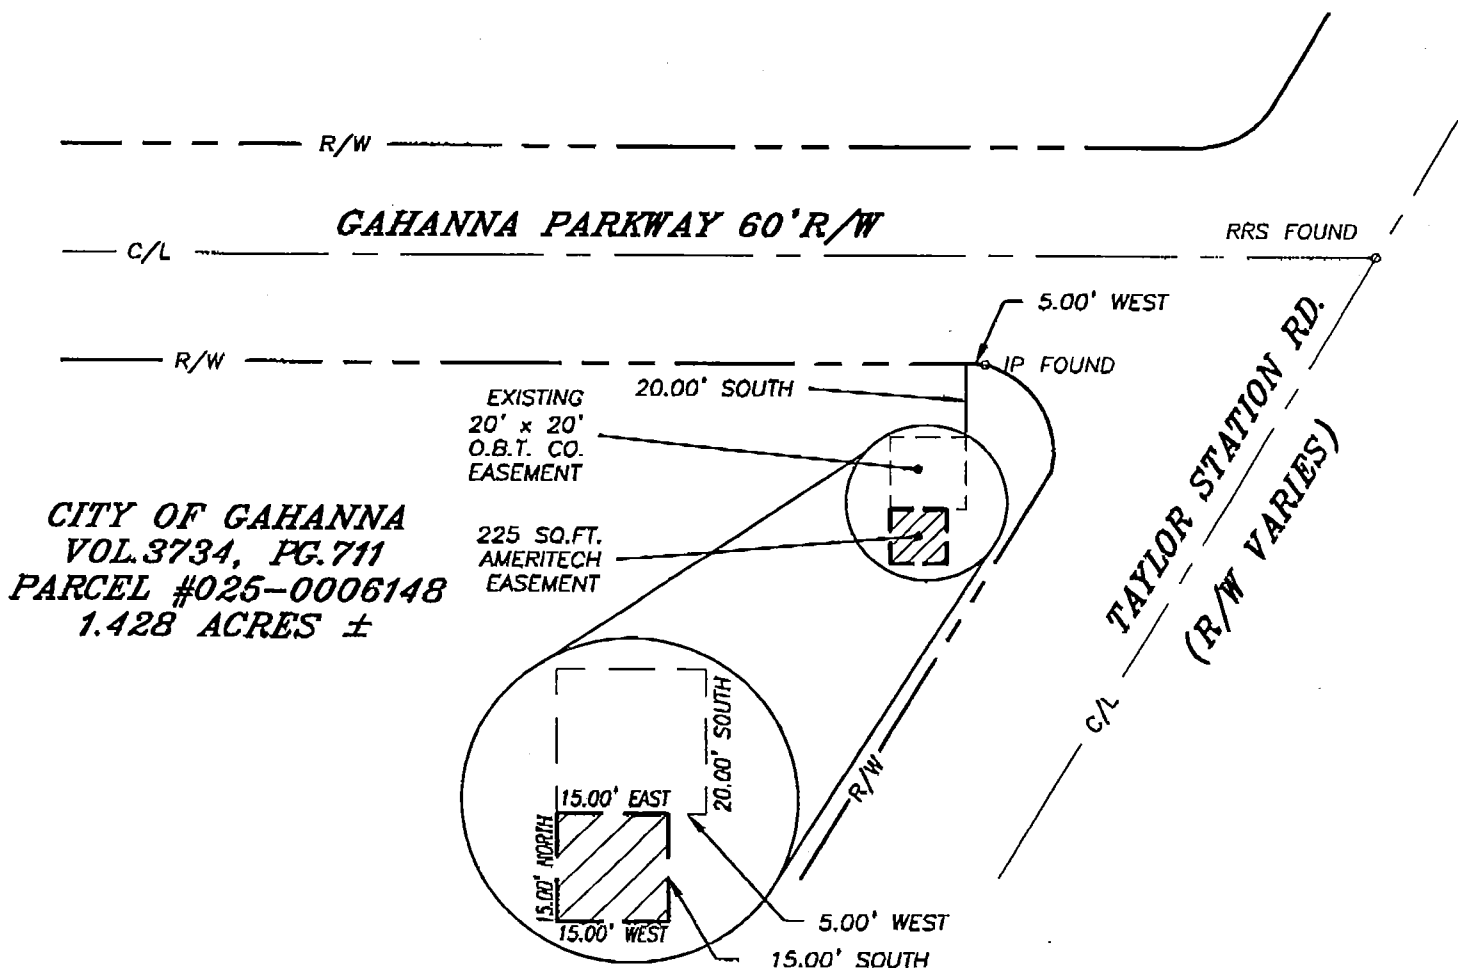 R/W
GAHANNA PARKWAY 60'R/W
RRS FOUND
C/L
5.00' WEST
R/W
IP FOUND
20.00' SOUTH
EXISTING
20' x 20'
O.B.T. CO.
EASEMENT
TAYLOR STATION RD.
(R/W VARIES)
CITY OF GAHANNA
VOL.3734, PG.711
PARCEL #025-0006148
1.428 ACRES ±
225 SQ.FT.
AMERITECH
EASEMENT
C/L
20.00' SOUTH
R/W
15.00' EAST
15.00' NORTH
15.00' WEST
5.00' WEST
15.00' SOUTH